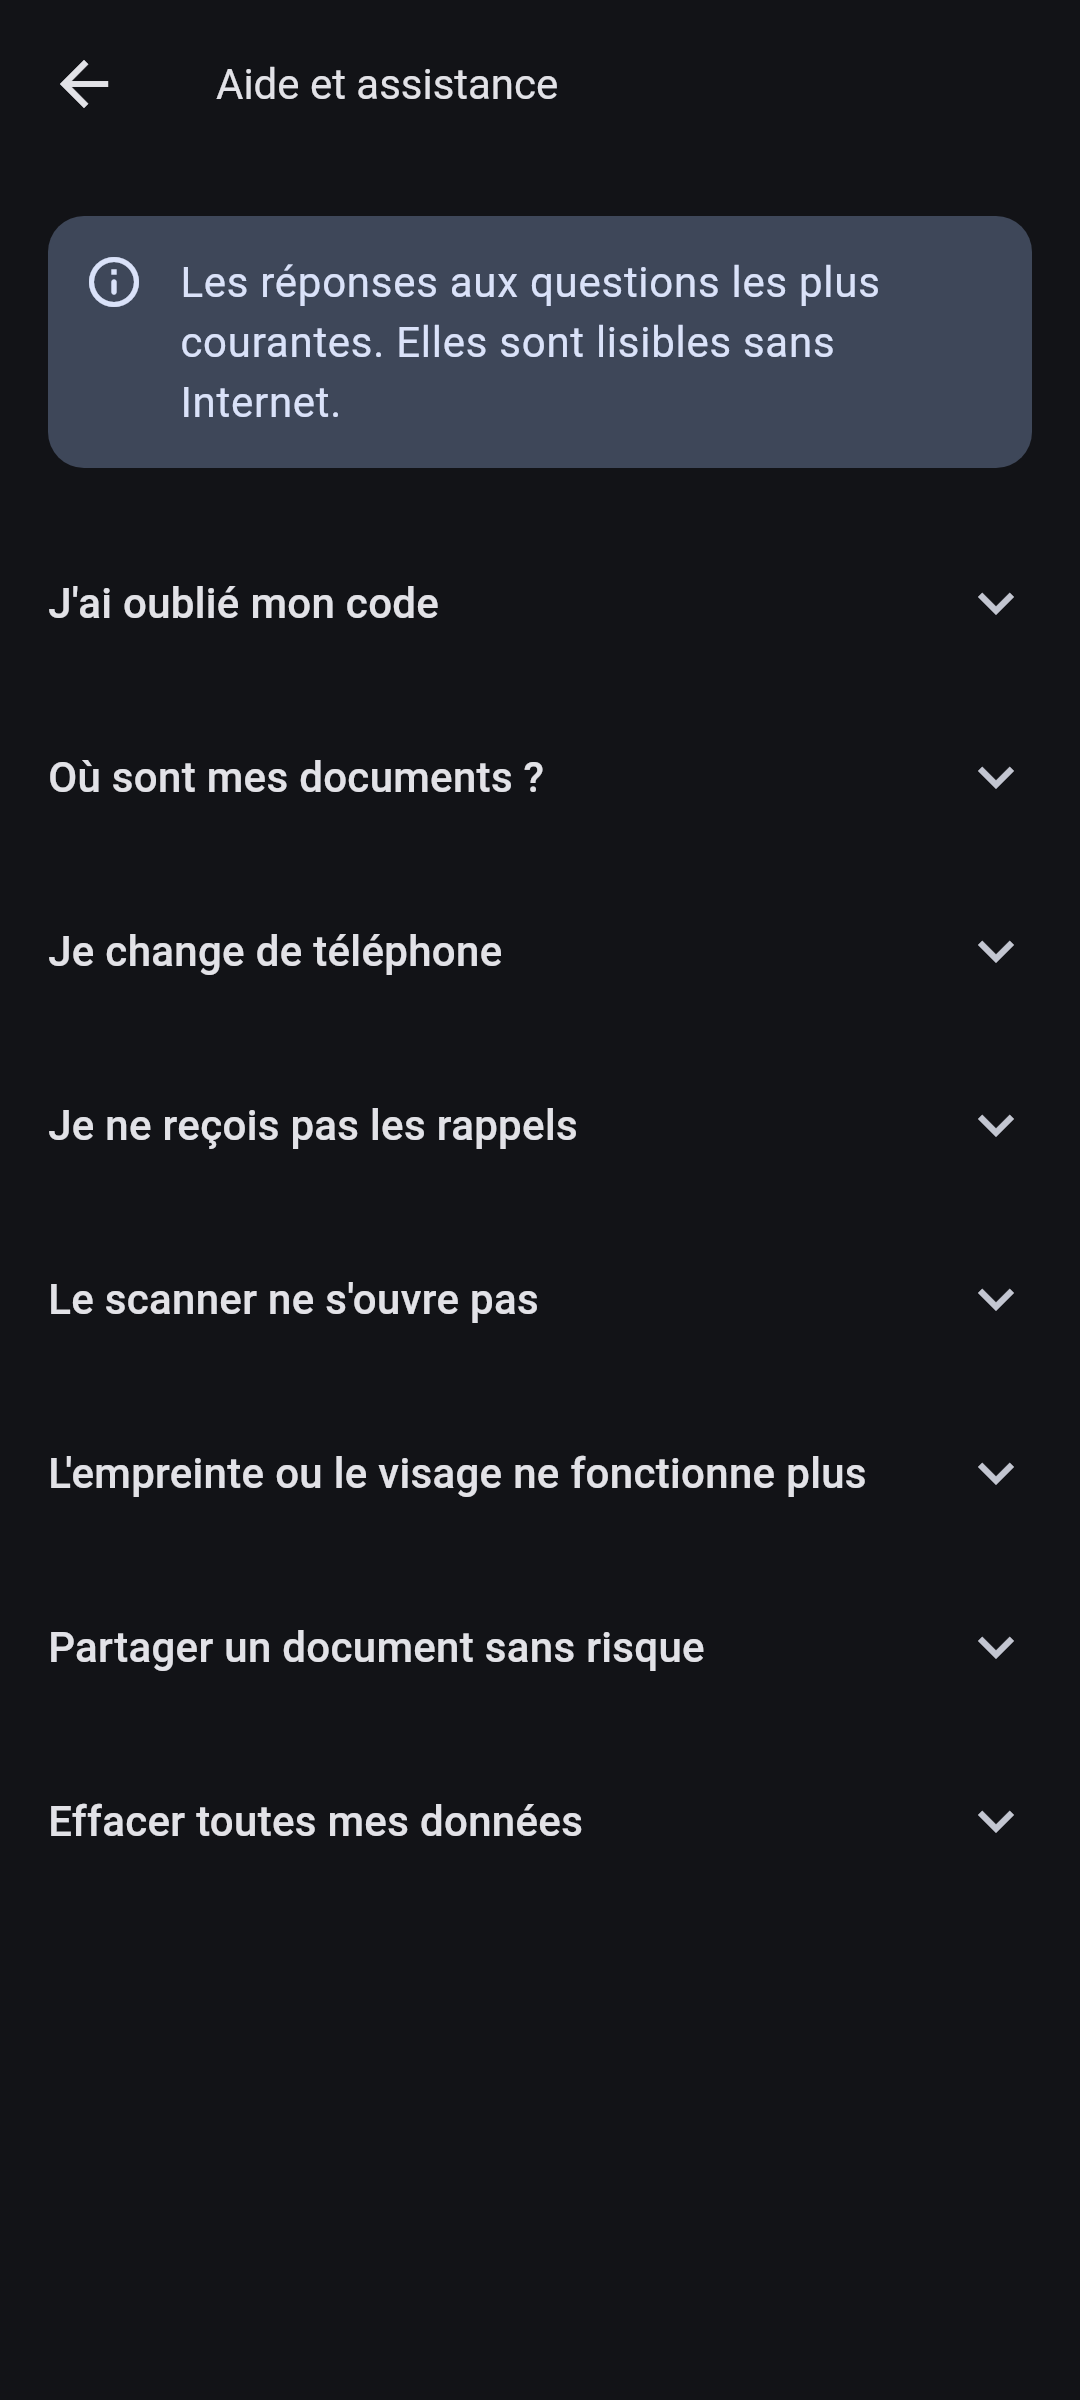 Aide et assistance
Les réponses aux questions les plus
courantes. Elles sont lisibles sans
Internet.
J'ai oublié mon code
Où sont mes documents ?
Je change de téléphone
Je ne reçois pas les rappels
Le scanner ne s'ouvre pas
L'empreinte ou le visage ne fonctionne plus
Partager un document sans risque
Effacer toutes mes données